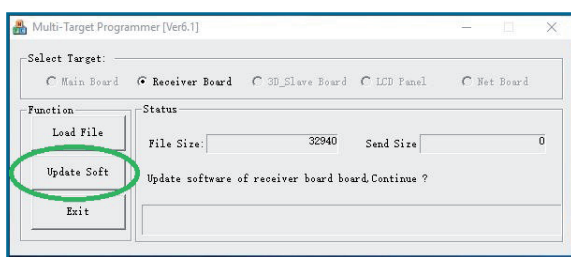 Multi-Target Programmer [Ver6.1]
Select Target:
Main Board Receiver Board 3D_Slave Board LCD Panel Net Board
Function
Status
Load File
File Size: 32940 Send Size 0
Update Soft
Update software of receiver board board,Continue ?
Exit